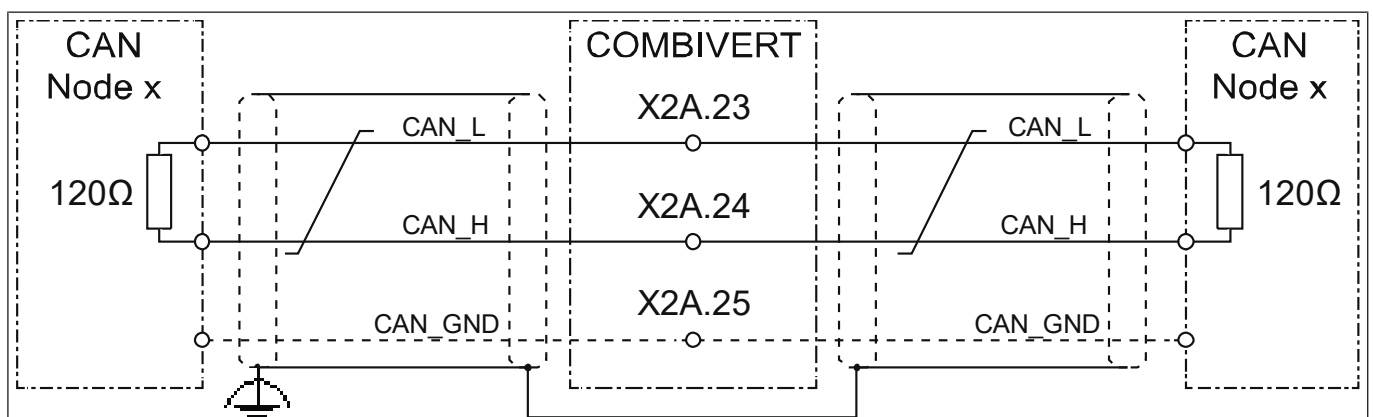 CAN
Node x
COMBIVERT
CAN
Node x
X2A.23
CAN_L
CAN_L
120Ω
X2A.24
120Ω
CAN_H
CAN_H
X2A.25
CAN_GND
CAN_GND